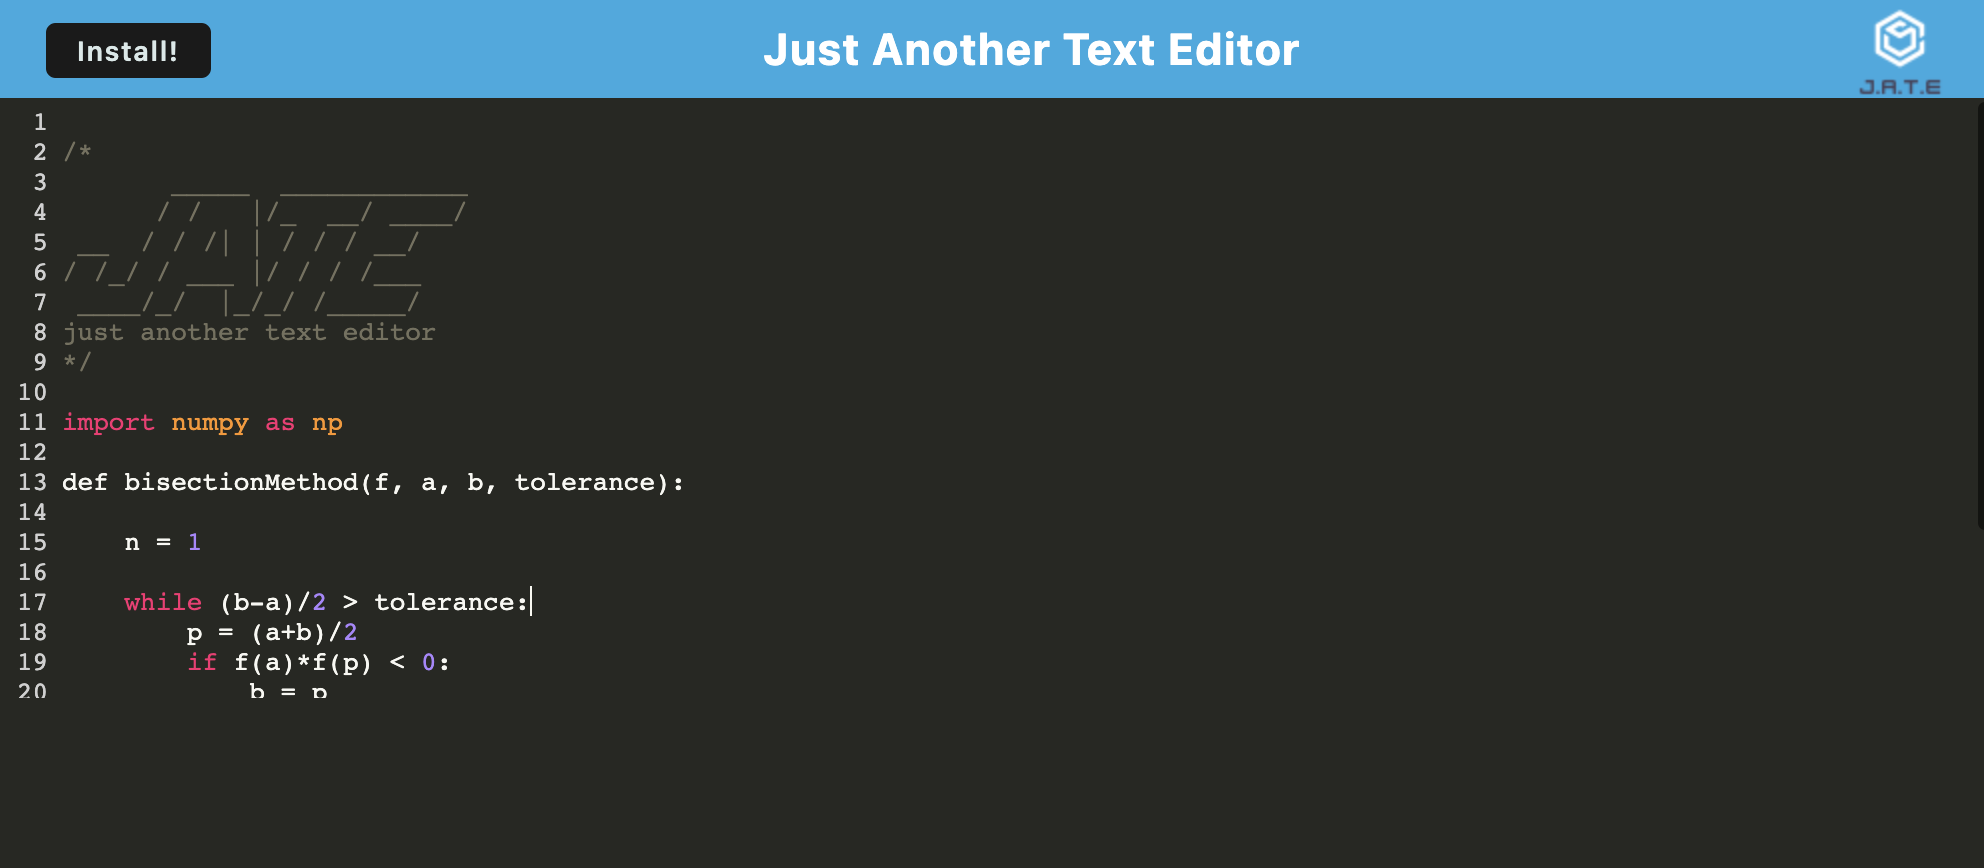 Install!
Just Another Text Editor
J.A.T.E
1
2 /*
3        _____  ____________
4       / /   |/_  __/ ____/
5  __  / / /| | / / / __/
6 / /_/ / ___ |/ / / /___
7  ____/_/  |_/_/ /_____/
8 just another text editor
9 */
10
11 import numpy as np
12
13 def bisectionMethod(f, a, b, tolerance):
14
15     n = 1
16
17     while (b-a)/2 > tolerance:
18         p = (a+b)/2
19         if f(a)*f(p) < 0:
20             b = p